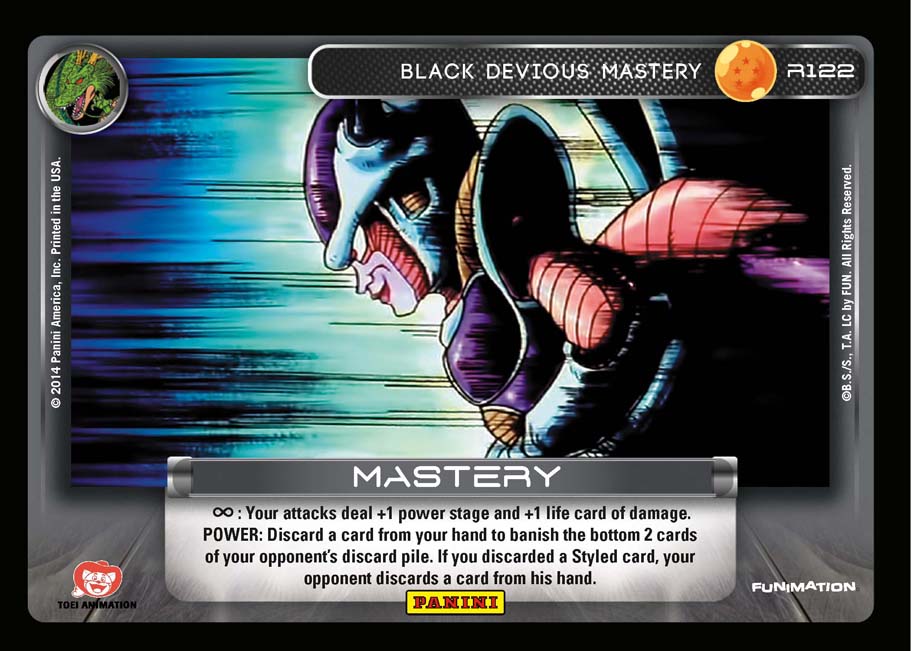 BLACK DEVIOUS MASTERY
R122
© 2014 Panini America, Inc. Printed in the USA.
©B.S./S., T.A. LC by FUN. All Rights Reserved.
MASTERY
∞ : Your attacks deal +1 power stage and +1 life card of damage.
POWER: Discard a card from your hand to banish the bottom 2 cards
of your opponent's discard pile. If you discarded a Styled card, your
opponent discards a card from his hand.
TOEI ANIMATION
PANINI
FUNIMATION